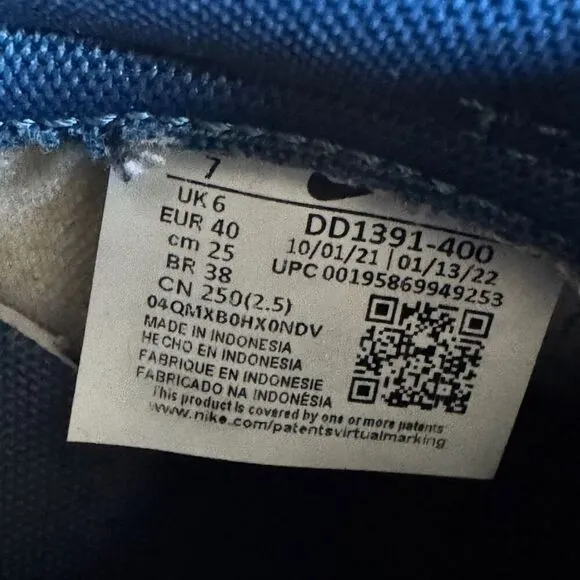 7
UK 6
EUR 40
cm 25
BR 38
CN 250(2.5)
04QMXB0HX0NDV
MADE IN INDONESIA
HECHO EN INDONESIA
FABRIQUE EN INDONESIE
FABRICADO NA INDONÉSIA
This product is covered by one or more patents
www.nike.com/patentsvirtualmarking
DD1391-400
10/01/21 | 01/13/22
UPC 00195869949253